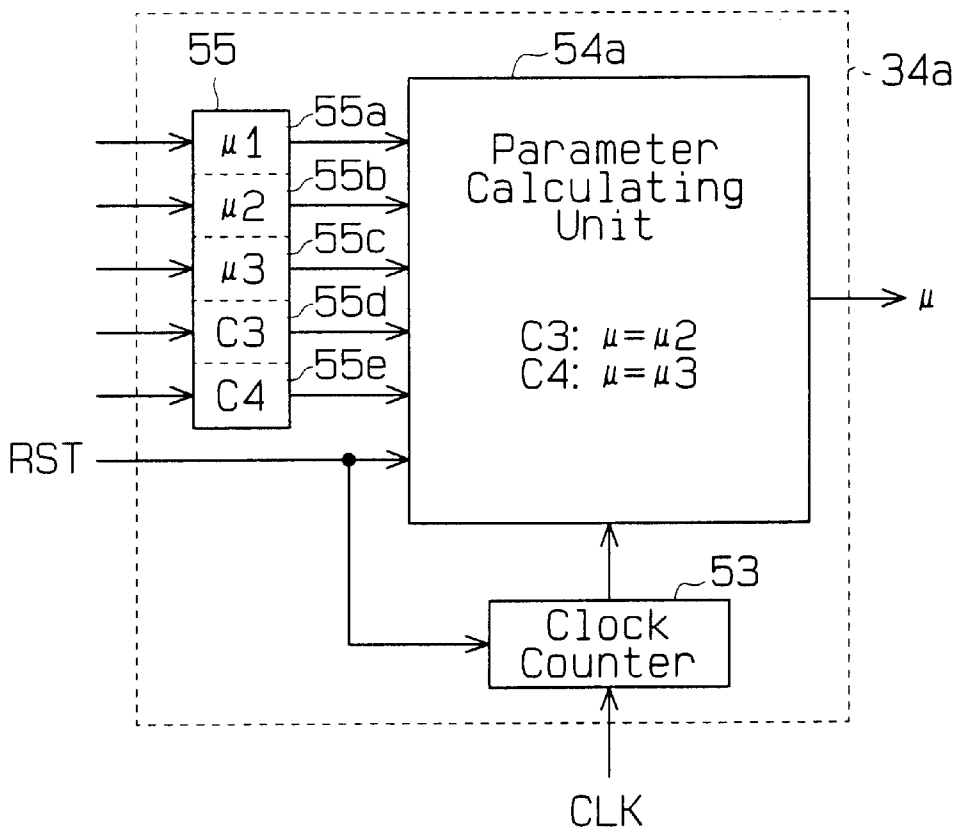 55
54a
34a
μ1
55a
μ2
55b
μ3
55c
C3
55d
C4
55e
Parameter
Calculating
Unit
C3: μ=μ2
C4: μ=μ3
μ
RST
53
Clock
Counter
CLK